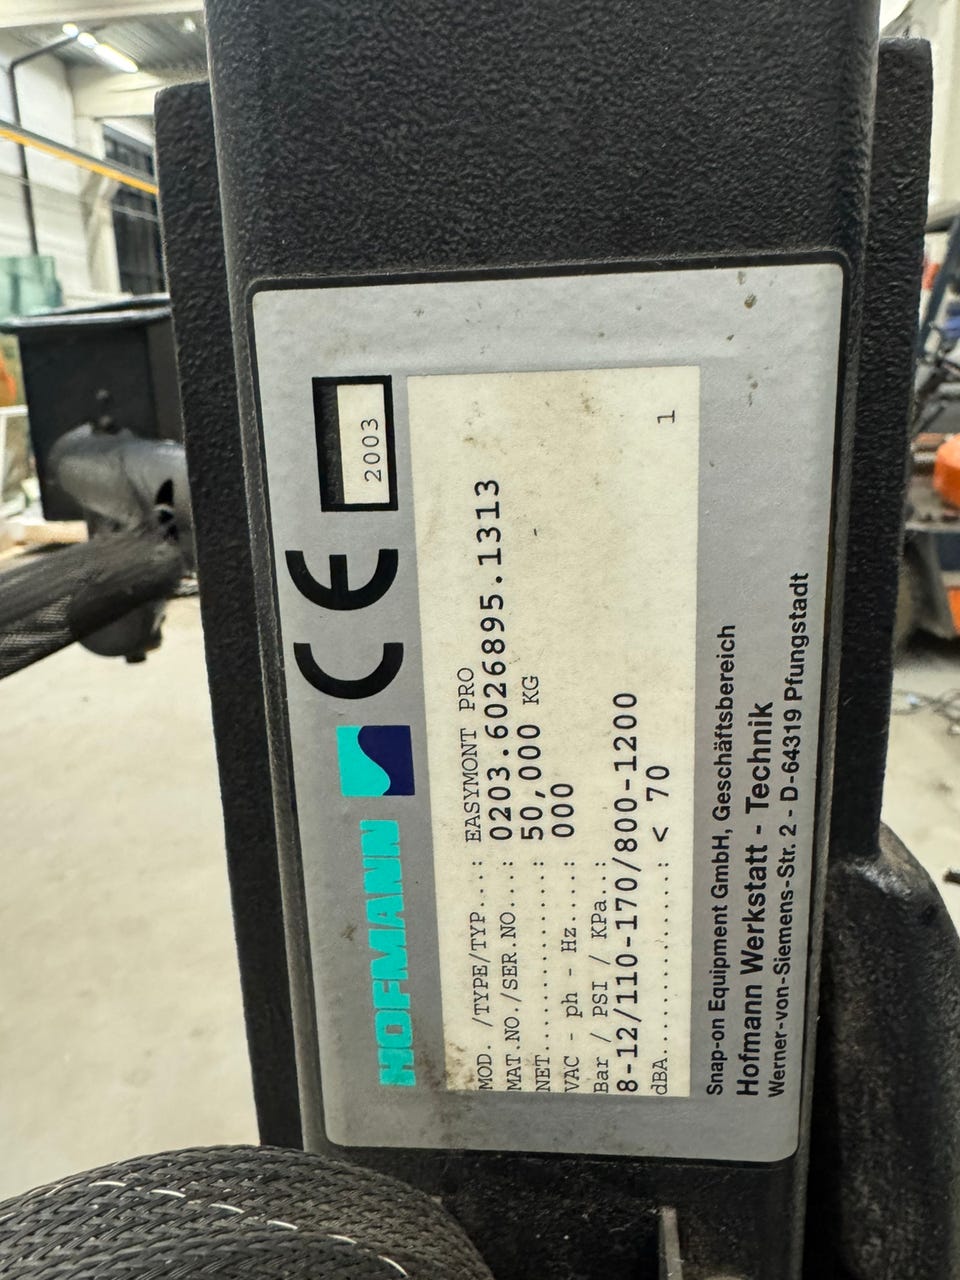 HOFMANN CE 2003
MOD. /TYPE/TYP...: EASYMONT PRO
MAT.NO./SER.NO...: 0203.6026895.1313
NET..............: 50,000 KG
VAC - ph - Hz....: 000
Bar / PSI / KPa..:
8-12/110-170/800-1200
dBA..............: < 70 1
Snap-on Equipment GmbH, Geschäftsbereich
Hofmann Werkstatt - Technik
Werner-von-Siemens-Str. 2 - D-64319 Pfungstadt